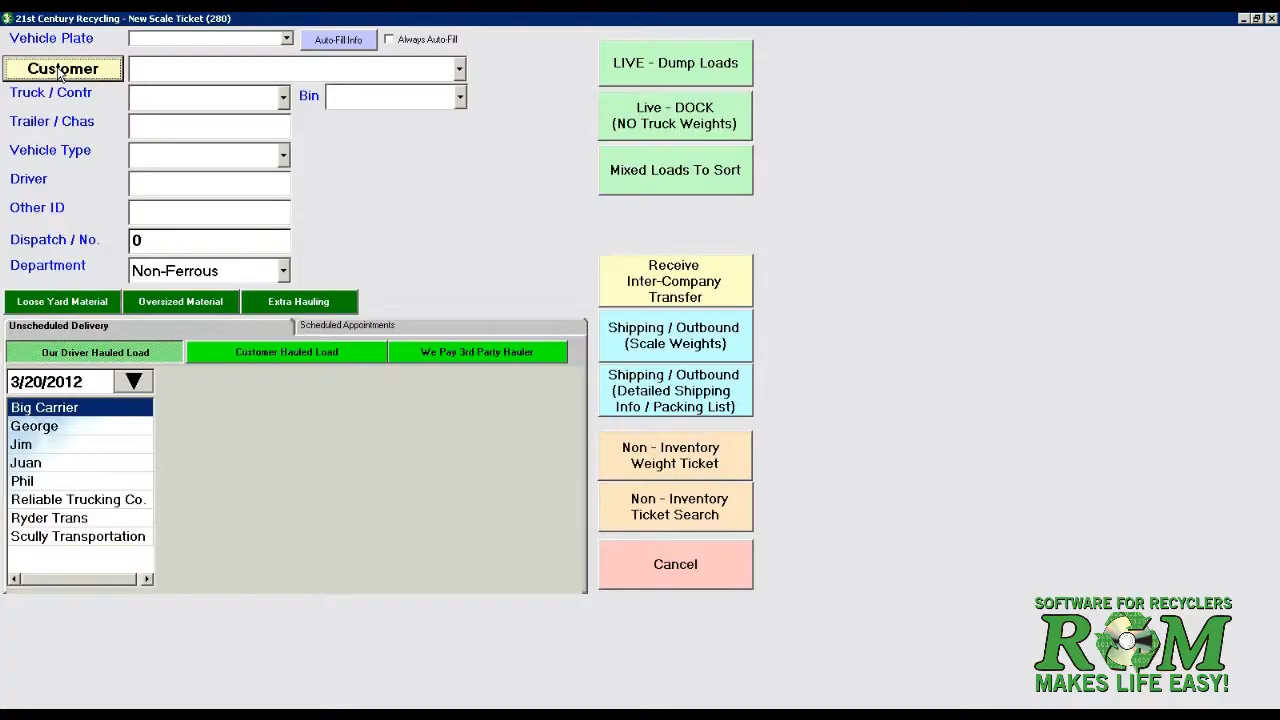 21st Century Recycling - New Scale Ticket (280)
Vehicle Plate
Auto-Fill Info
Always Auto-Fill
Customer
Truck / Contr
Bin
Trailer / Chas
Vehicle Type
Driver
Other ID
Dispatch / No.
0
Department
Non-Ferrous
Loose Yard Material
Oversized Material
Extra Hauling
Unscheduled Delivery
Scheduled Appointments
Our Driver Hauled Load
Customer Hauled Load
We Pay 3rd Party Hauler
3/20/2012
Big Carrier
George
Jim
Juan
Phil
Reliable Trucking Co.
Ryder Trans
Scully Transportation
LIVE - Dump Loads
Live - DOCK
(NO Truck Weights)
Mixed Loads To Sort
Receive
Inter-Company
Transfer
Shipping / Outbound
(Scale Weights)
Shipping / Outbound
(Detailed Shipping
Info / Packing List)
Non - Inventory
Weight Ticket
Non - Inventory
Ticket Search
Cancel
SOFTWARE FOR RECYCLERS
ROM
MAKES LIFE EASY!